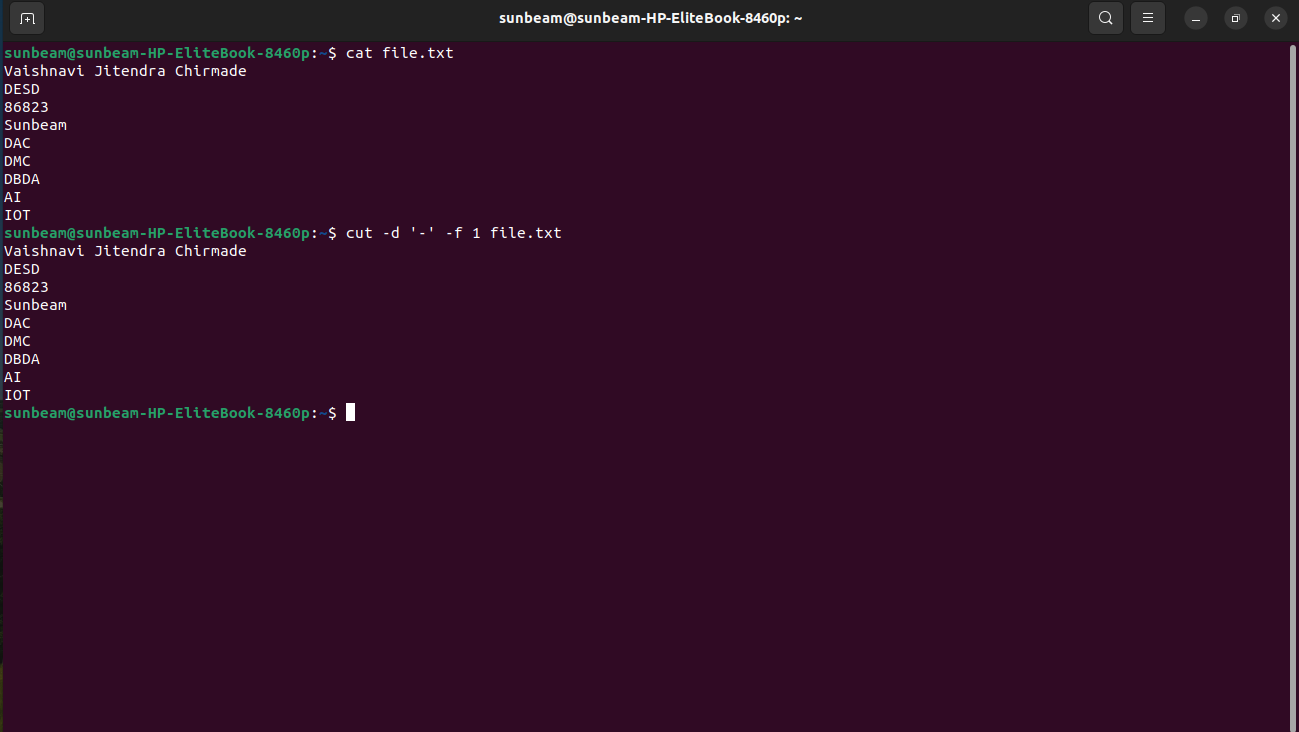 sunbeam@sunbeam-HP-EliteBook-8460p: ~
sunbeam@sunbeam-HP-EliteBook-8460p:~$ cat file.txt
Vaishnavi Jitendra Chirmade
DESD
86823
Sunbeam
DAC
DMC
DBDA
AI
IOT
sunbeam@sunbeam-HP-EliteBook-8460p:~$ cut -d '-' -f 1 file.txt
Vaishnavi Jitendra Chirmade
DESD
86823
Sunbeam
DAC
DMC
DBDA
AI
IOT
sunbeam@sunbeam-HP-EliteBook-8460p:~$